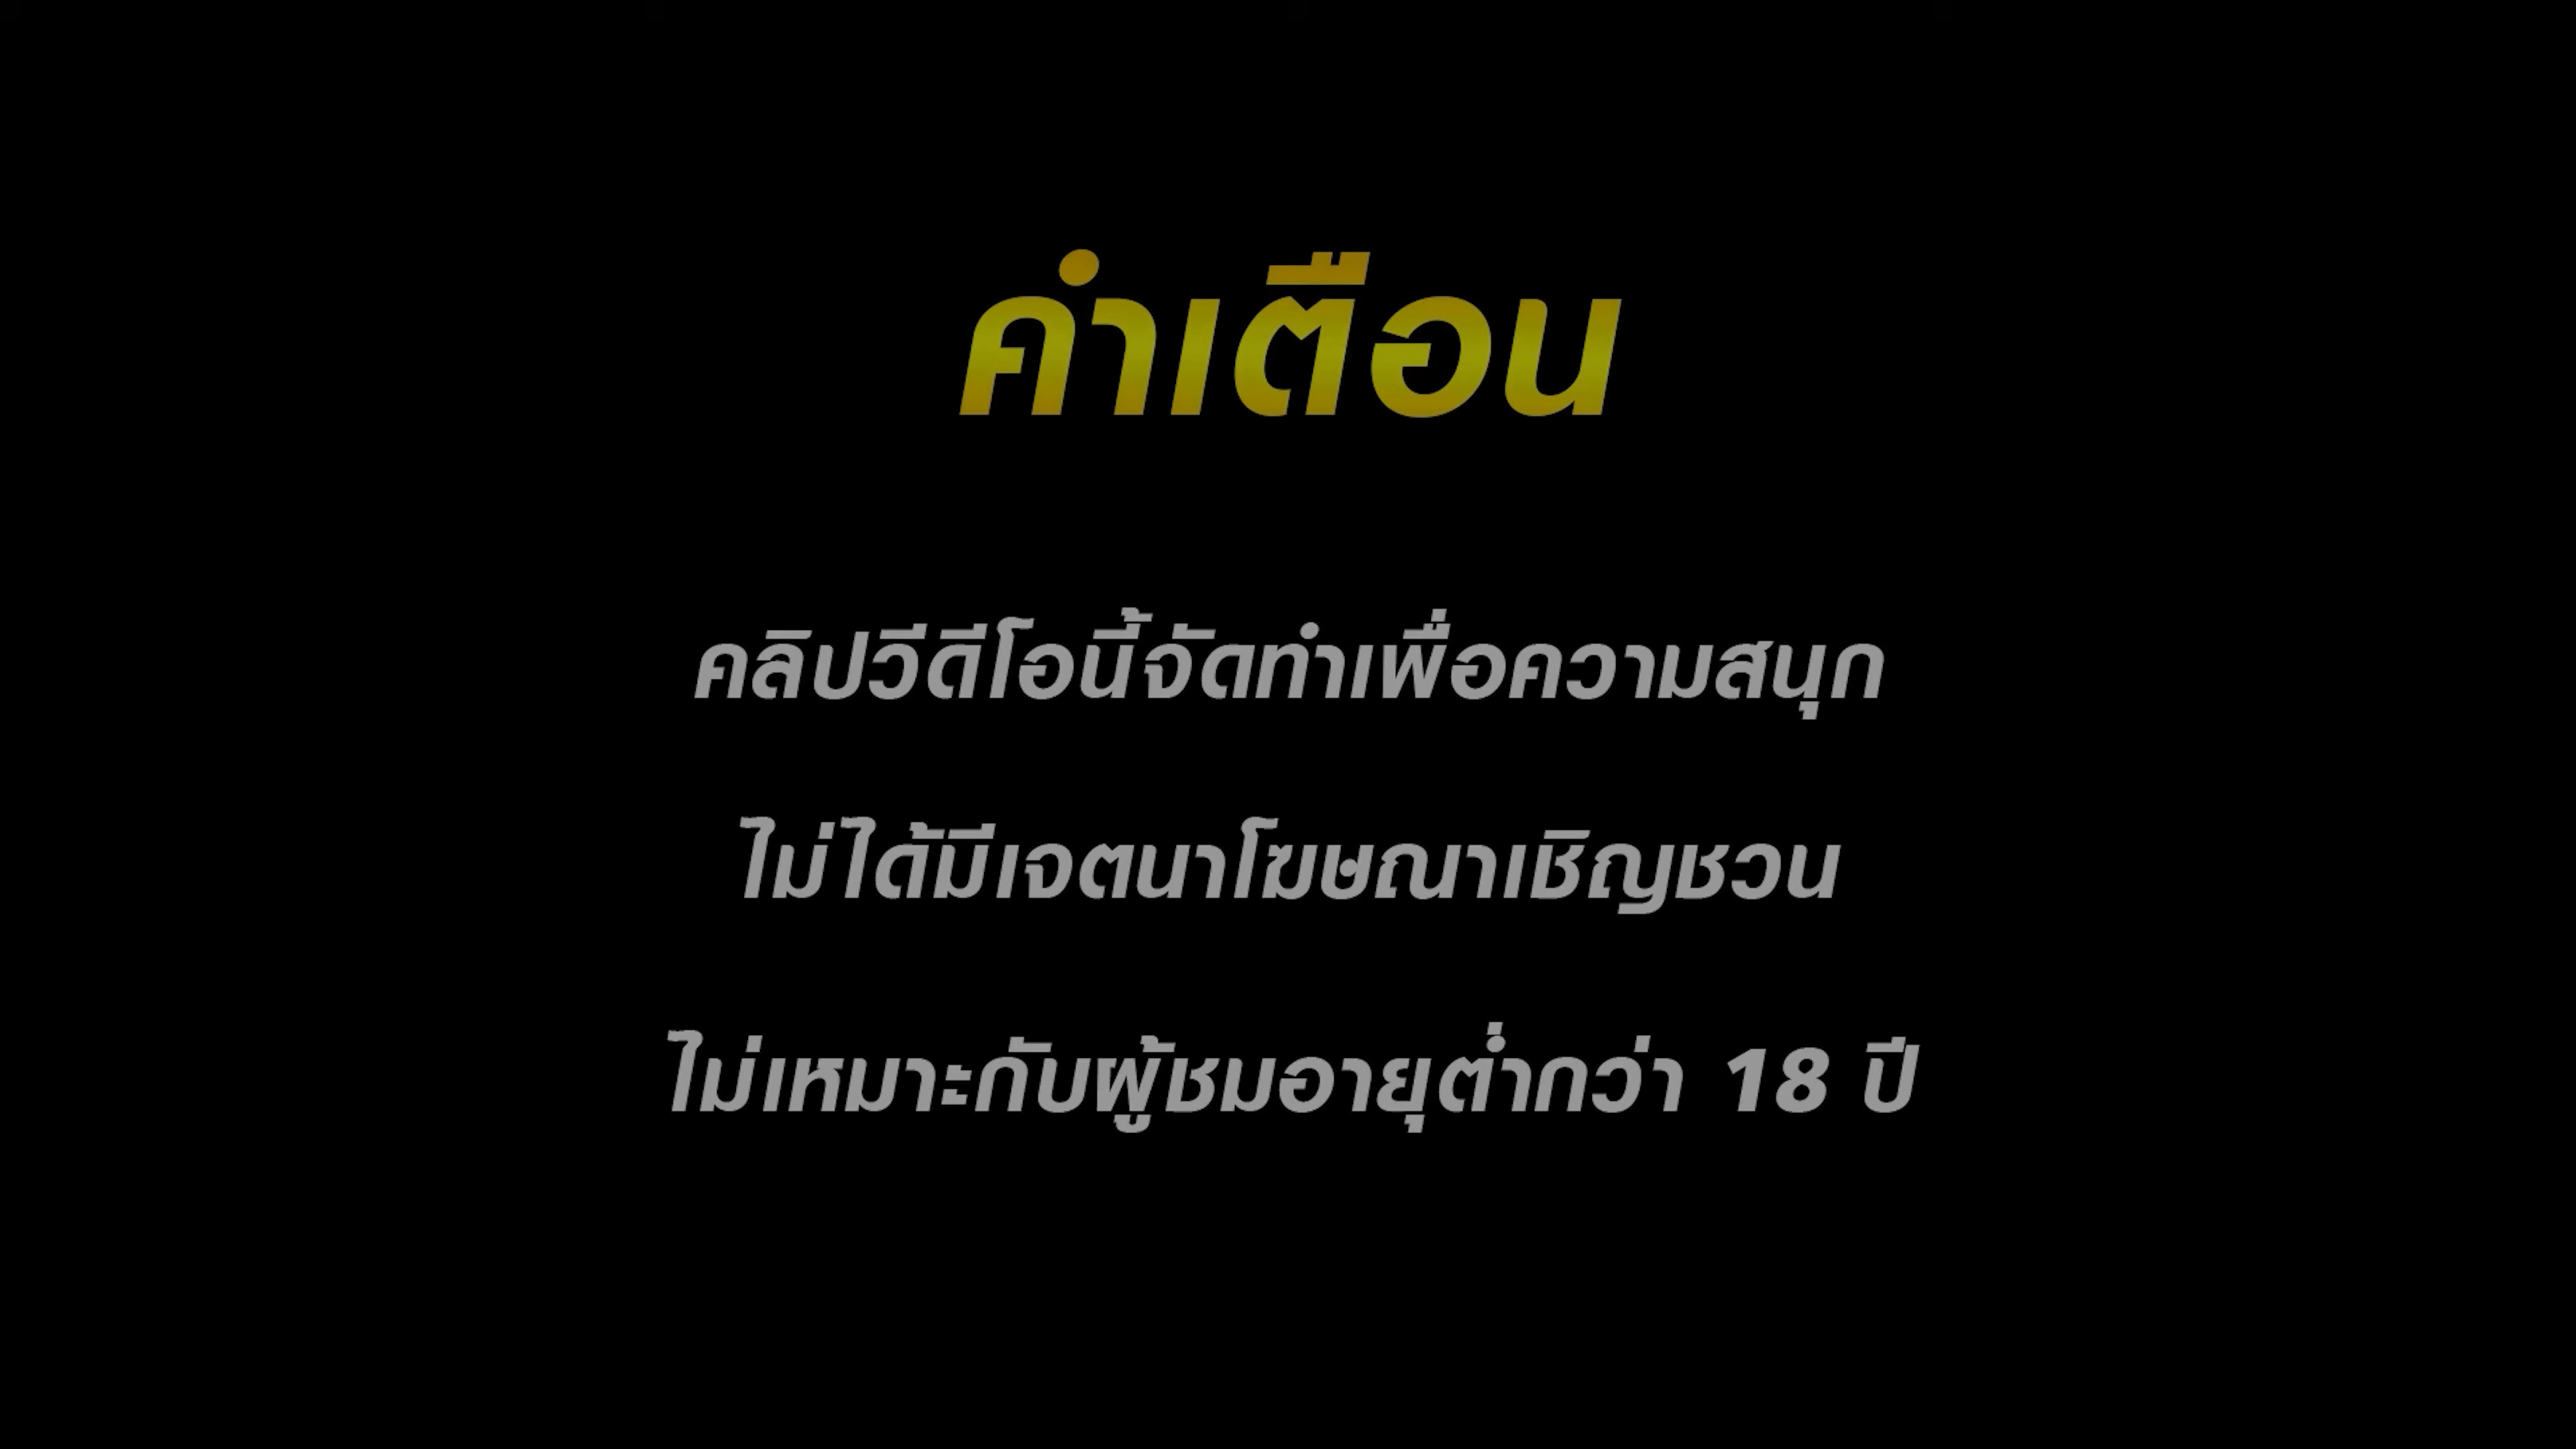 คำเตือน
คลิปวีดีโอนี้จัดทำเพื่อความสนุก
ไม่ได้มีเจตนาโฆษณาเชิญชวน
ไม่เหมาะกับผู้ชมอายุต่ำกว่า 18 ปี